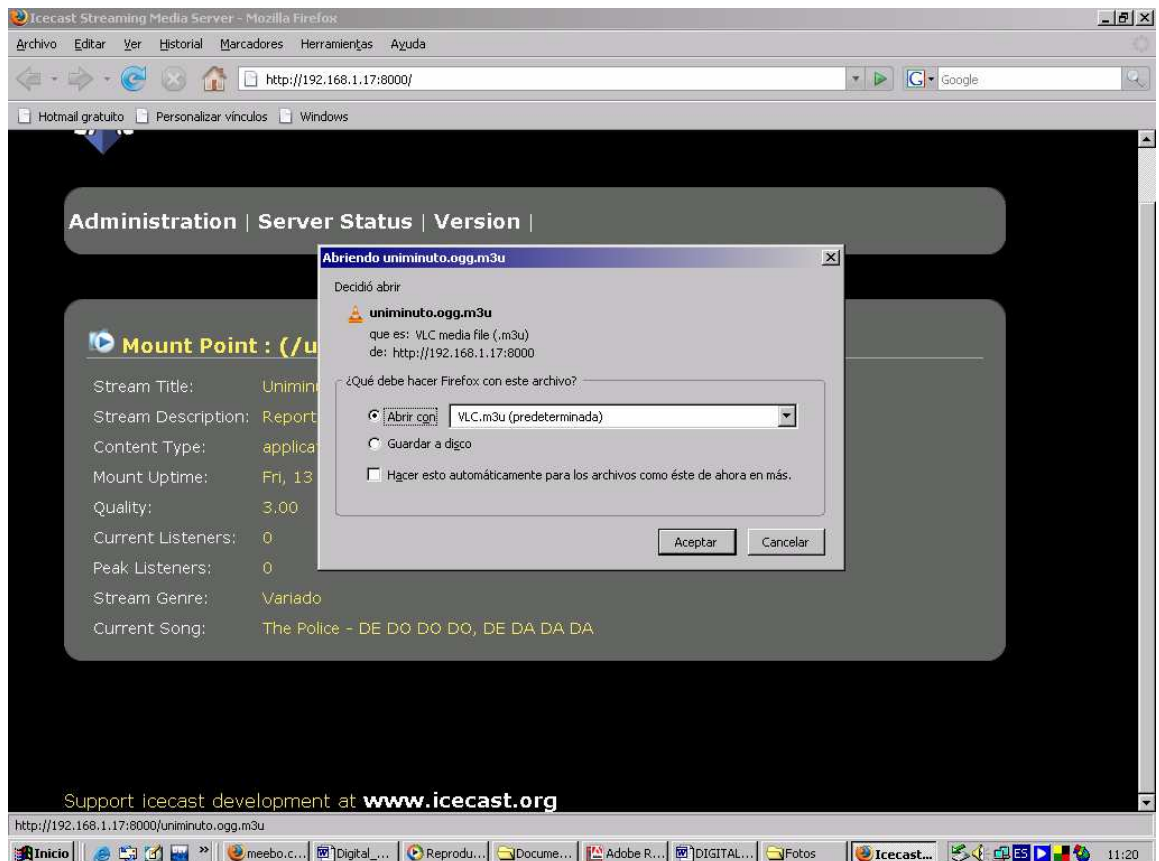 Icecast Streaming Media Server - Mozilla Firefox
Archivo Editar Ver Historial Marcadores Herramientas Ayuda
http://192.168.1.17:8000/
G Google
Hotmail gratuito Personalizar vínculos Windows
Administration | Server Status | Version |
Abriendo uniminuto.ogg.m3u
Decidió abrir
uniminuto.ogg.m3u
que es: VLC media file (.m3u)
de: http://192.168.1.17:8000
¿Qué debe hacer Firefox con este archivo?
Abrir con VLC.m3u (predeterminada)
Guardar a disco
Hacer esto automáticamente para los archivos como éste de ahora en más.
Aceptar Cancelar
Mount Point : (/u
Stream Title: Uniminu
Stream Description: Report
Content Type: applica
Mount Uptime: Fri, 13
Quality: 3.00
Current Listeners: 0
Peak Listeners: 0
Stream Genre: Variado
Current Song: The Police - DE DO DO DO, DE DA DA DA
Support icecast development at www.icecast.org
http://192.168.1.17:8000/uniminuto.ogg.m3u
Inicio » meebo.c... Digital_... Reprodu... Docume... Adobe R... DIGITAL... Fotos Icecast... ES 11:20